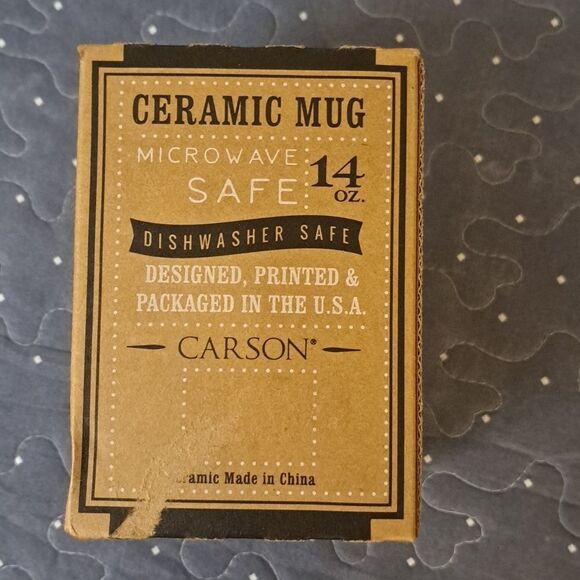 CERAMIC MUG
MICROWAVE
SAFE
14
OZ.
DISHWASHER SAFE
DESIGNED, PRINTED &
PACKAGED IN THE U.S.A.
CARSON®
Made in China